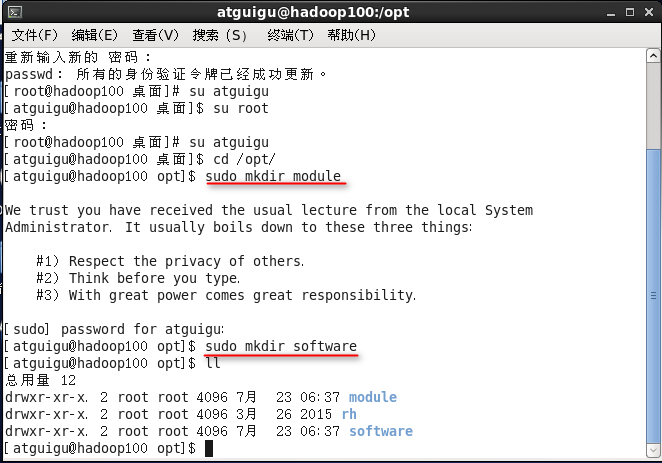 atguigu@hadoop100:/opt
文件(F) 编辑(E) 查看(V) 搜索 (S) 终端(T) 帮助(H)
重新输入新的 密码：
passwd： 所有的身份验证令牌已经成功更新。
[root@hadoop100 桌面]# su atguigu
[atguigu@hadoop100 桌面]$ su root
密码：
[root@hadoop100 桌面]# su atguigu
[atguigu@hadoop100 桌面]$ cd /opt/
[atguigu@hadoop100 opt]$ sudo mkdir module
We trust you have received the usual lecture from the local System
Administrator. It usually boils down to these three things:
#1) Respect the privacy of others.
#2) Think before you type.
#3) With great power comes great responsibility.
[sudo] password for atguigu:
[atguigu@hadoop100 opt]$ sudo mkdir software
[atguigu@hadoop100 opt]$ ll
总用量 12
drwxr-xr-x. 2 root root 4096 7月 23 06:37 module
drwxr-xr-x. 2 root root 4096 3月 26 2015 rh
drwxr-xr-x. 2 root root 4096 7月 23 06:37 software
[atguigu@hadoop100 opt]$